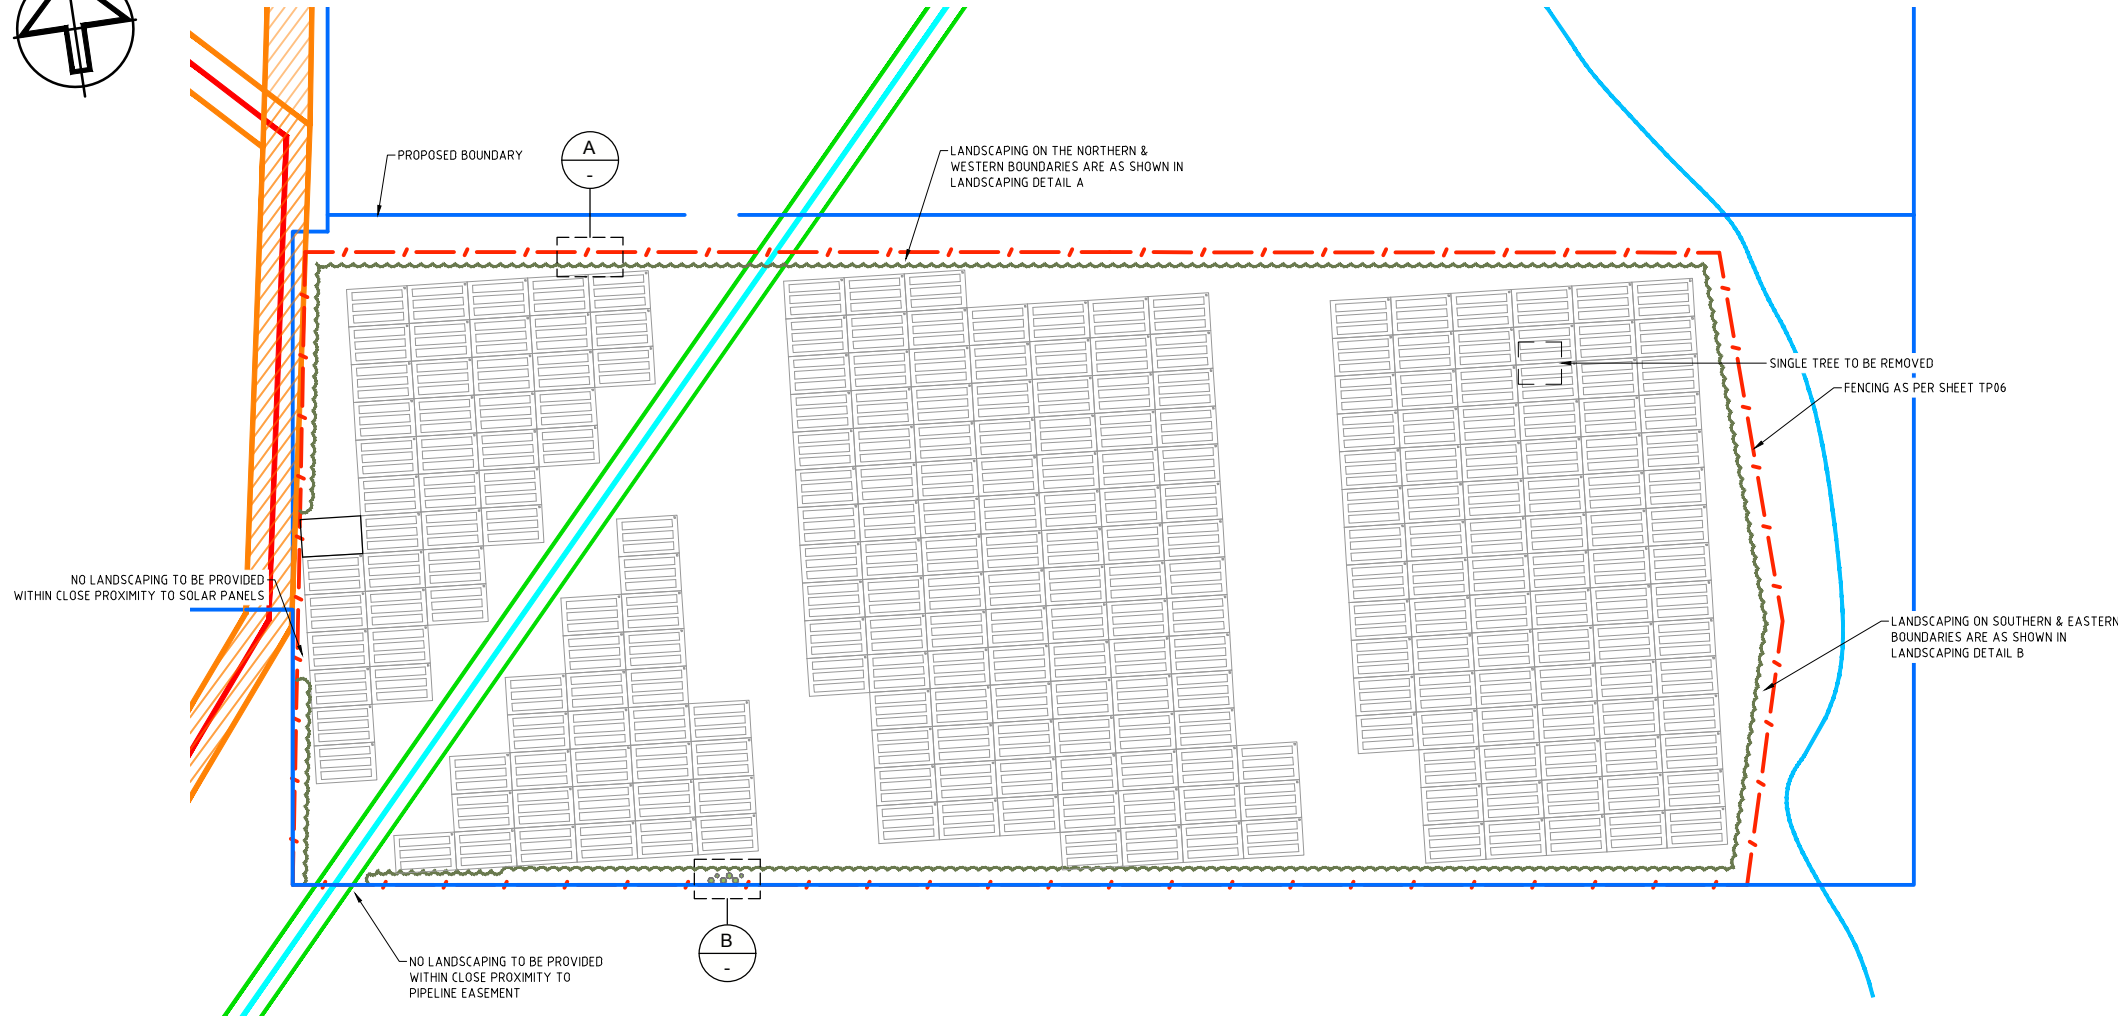 A
-
PROPOSED BOUNDARY
LANDSCAPING ON THE NORTHERN &
WESTERN BOUNDARIES ARE AS SHOWN IN
LANDSCAPING DETAIL A
SINGLE TREE TO BE REMOVED
FENCING AS PER SHEET TP06
NO LANDSCAPING TO BE PROVIDED
WITHIN CLOSE PROXIMITY TO SOLAR PANELS
LANDSCAPING ON SOUTHERN & EASTERN
BOUNDARIES ARE AS SHOWN IN
LANDSCAPING DETAIL B
B
-
NO LANDSCAPING TO BE PROVIDED
WITHIN CLOSE PROXIMITY TO
PIPELINE EASEMENT